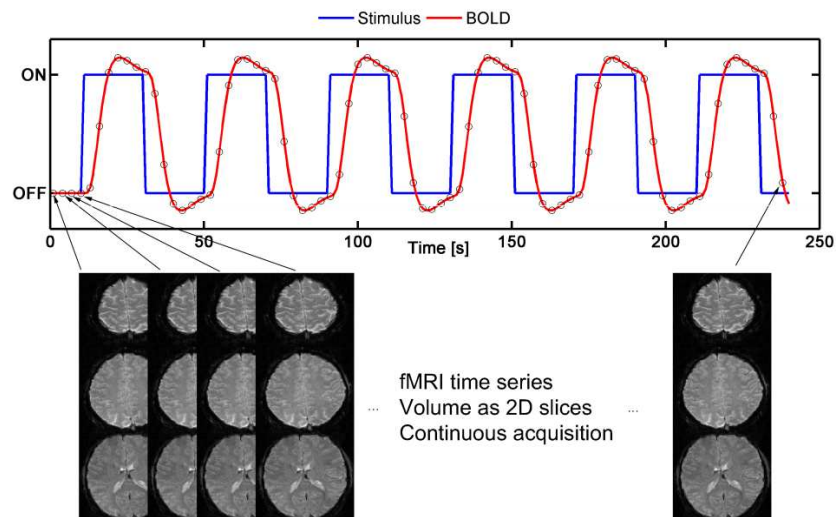 Stimulus BOLD
ON
OFF
0 50 100 150 200 250
Time [s]
fMRI time series
... Volume as 2D slices ...
Continuous acquisition